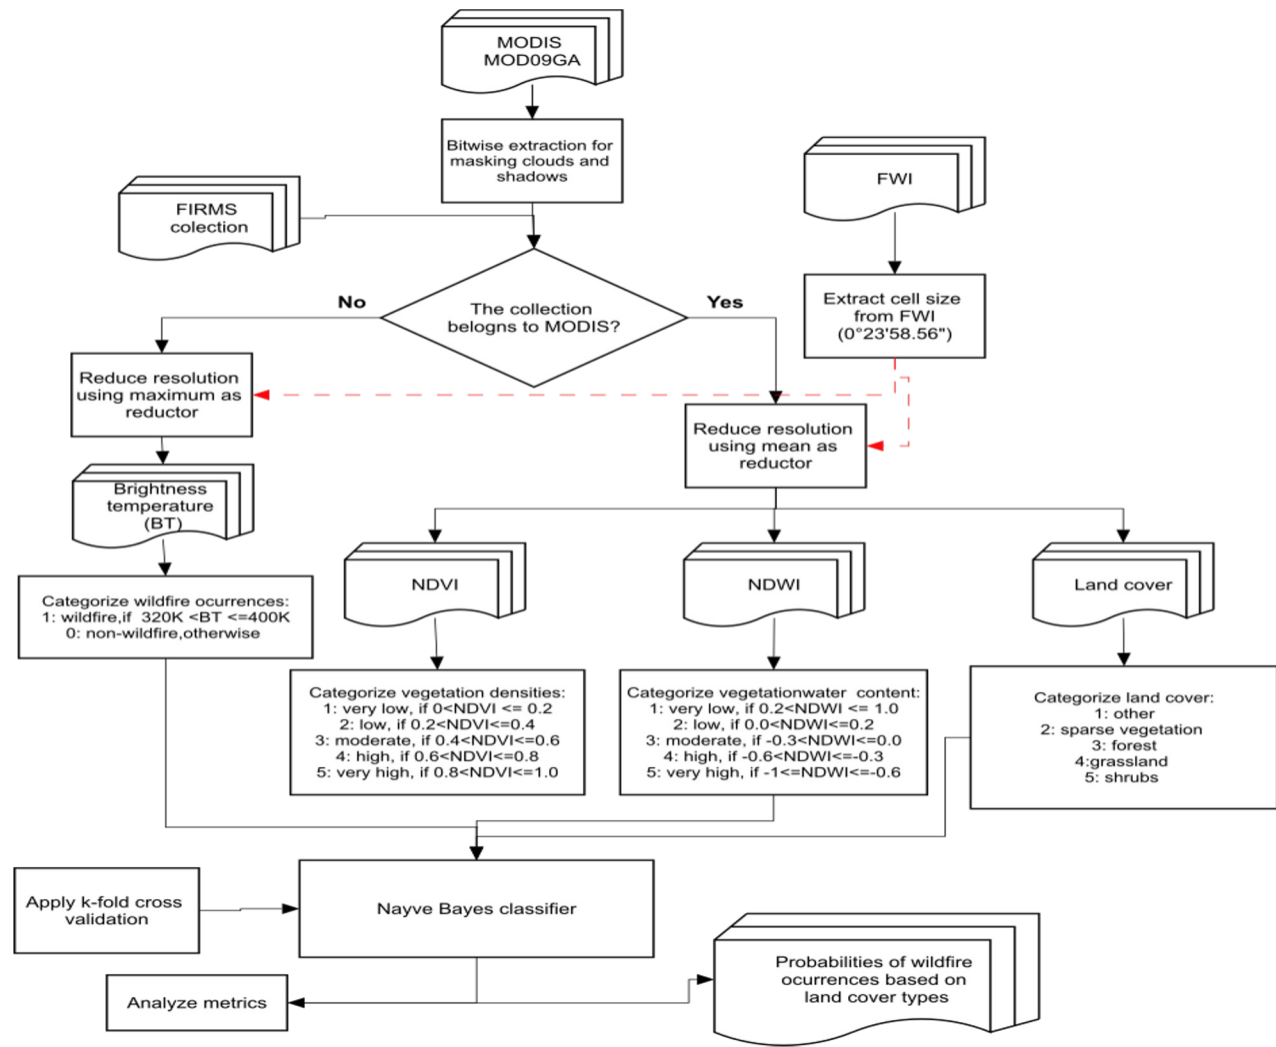 MODIS
MOD09GA
Bitwise extraction for
masking clouds and
shadows
FWI
FIRMS
colection
Extract cell size
from FWI
(0°23'58.56")
No
The collection
belogns to MODIS?
Yes
Reduce resolution
using maximum as
reductor
Reduce resolution
using mean as
reductor
Brightness
temperature
(BT)
NDVI
NDWI
Land cover
Categorize wildfire ocurrences:
1: wildfire,if 320K <BT <=400K
0: non-wildfire,otherwise
Categorize vegetation densities:
1: very low, if 0<NDVI <= 0.2
2: low, if 0.2<NDVI<=0.4
3: moderate, if 0.4<NDVI<=0.6
4: high, if 0.6<NDVI<=0.8
5: very high, if 0.8<NDVI<=1.0
Categorize vegetationwater content:
1: very low, if 0.2<NDWI <= 1.0
2: low, if 0.0<NDWI<=0.2
3: moderate, if -0.3<NDWI<=0.0
4: high, if -0.6<NDWI<=-0.3
5: very high, if -1<=NDWI<=-0.6
Categorize land cover:
1: other
2: sparse vegetation
3: forest
4:grassland
5: shrubs
Apply k-fold cross
validation
Nayve Bayes classifier
Analyze metrics
Probabilities of wildfire
ocurrences based on
land cover types